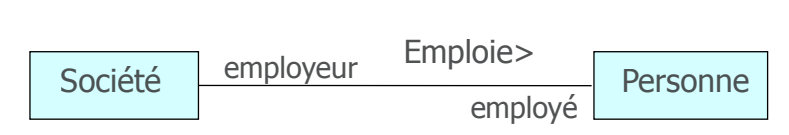 Société
employeur
Emploie>
employé
Personne